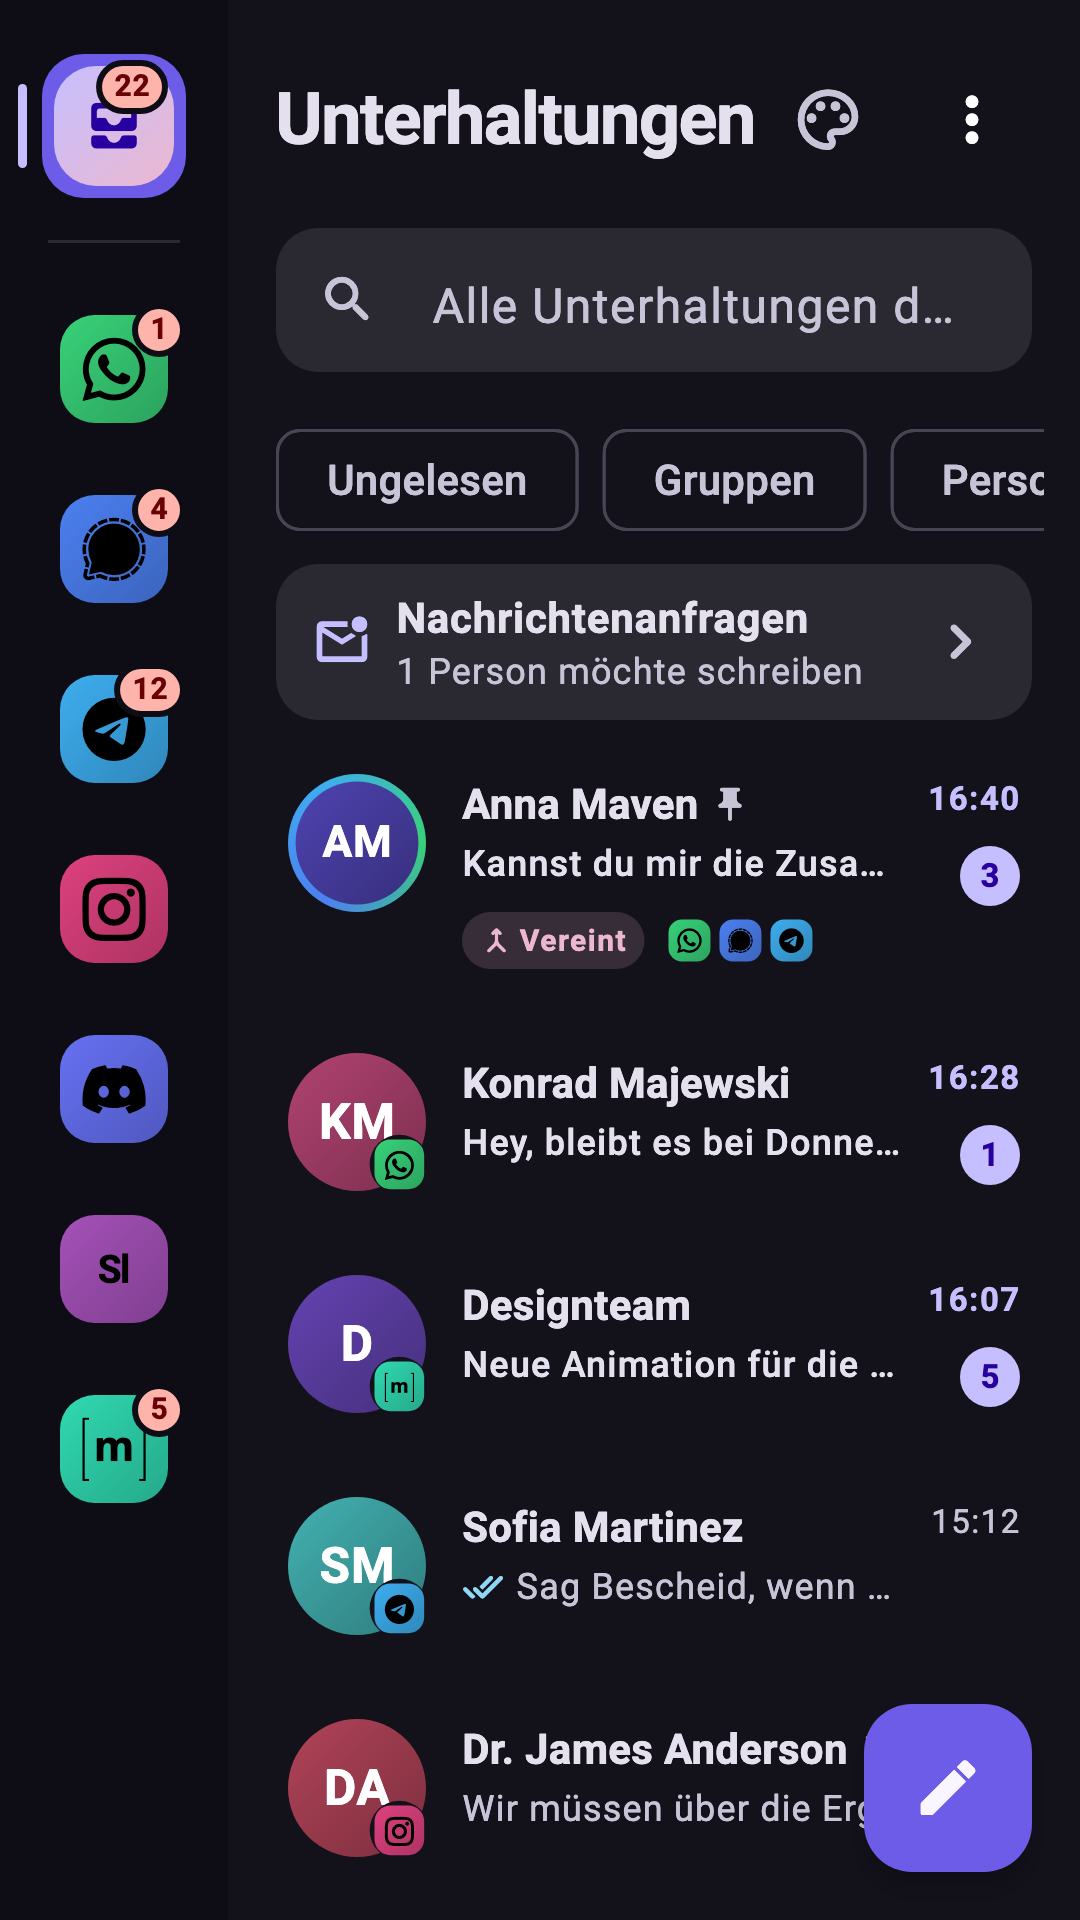 22
1
4
12
Sl
[m]
5
Unterhaltungen
Alle Unterhaltungen d…
Ungelesen
Gruppen
Perso
Nachrichtenanfragen
1 Person möchte schreiben
AM
Anna Maven
16:40
Kannst du mir die Zusa…
3
Vereint
KM
Konrad Majewski
16:28
Hey, bleibt es bei Donne…
1
D
Designteam
16:07
Neue Animation für die …
5
[m]
SM
Sofia Martinez
15:12
Sag Bescheid, wenn …
DA
Dr. James Anderson
Wir müssen über die Erg